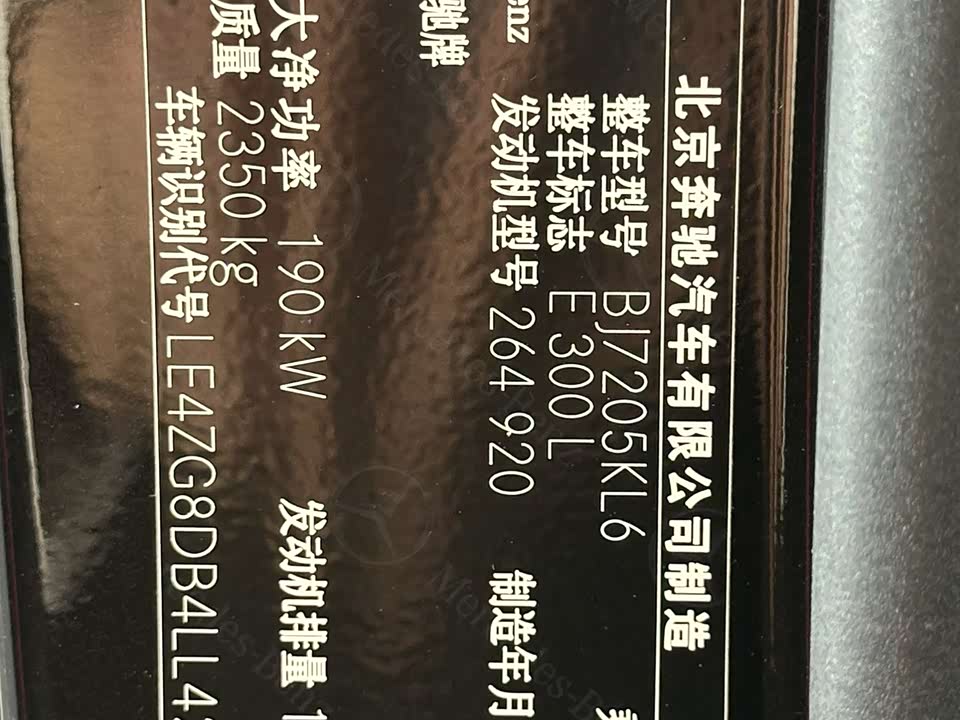 北京奔驰汽车有限公司制造
整车型号 BJ7205KL6
整车标志 E 300 L
发动机型号 264 920 制造年月
enz
驰牌
大净功率 190 kW 发动机排量 1
质量 2350 kg
车辆识别代号 LE4ZG8DB4LL4